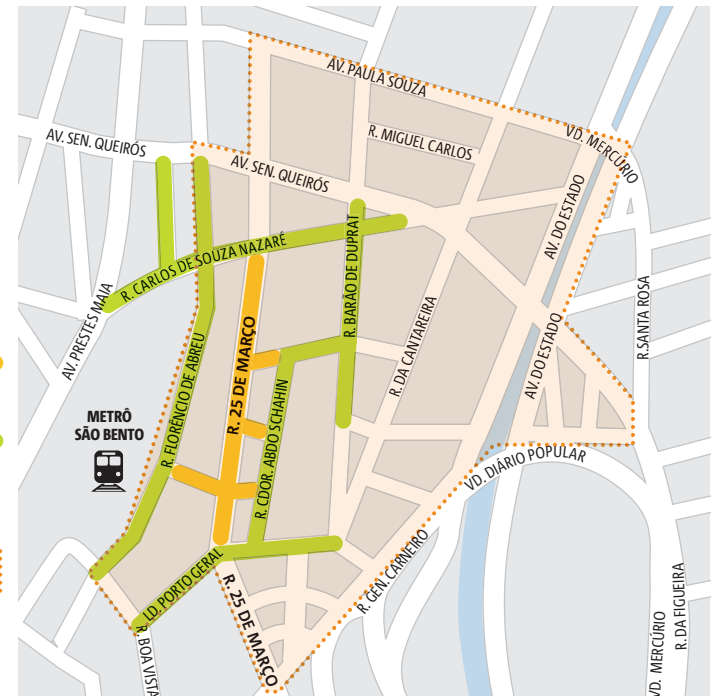 AV. PAULA SOUZA
R. MIGUEL CARLOS
VD. MERCÚRIO
AV. SEN. QUEIRÓS
AV. SEN. QUEIRÓS
AV. DO ESTADO
R. CARLOS DE SOUZA NAZARÉ
R. BARÃO DE DUPRAT
AV. PRESTES MAIA
R. 25 DE MARÇO
R. DA CANTAREIRA
AV. DO ESTADO
R.SANTA ROSA
R. FLORÊNCIO DE ABREU
R. CDOR. ABDO SCHAHIN
METRÔ
SÃO BENTO
VD. DIÁRIO POPULAR
LD. PORTO GERAL
R. GEN. CARNEIRO
R. 25 DE MARÇO
R. BOA VISTA
VD. MERCÚRIO
R. DA FIGUEIRA